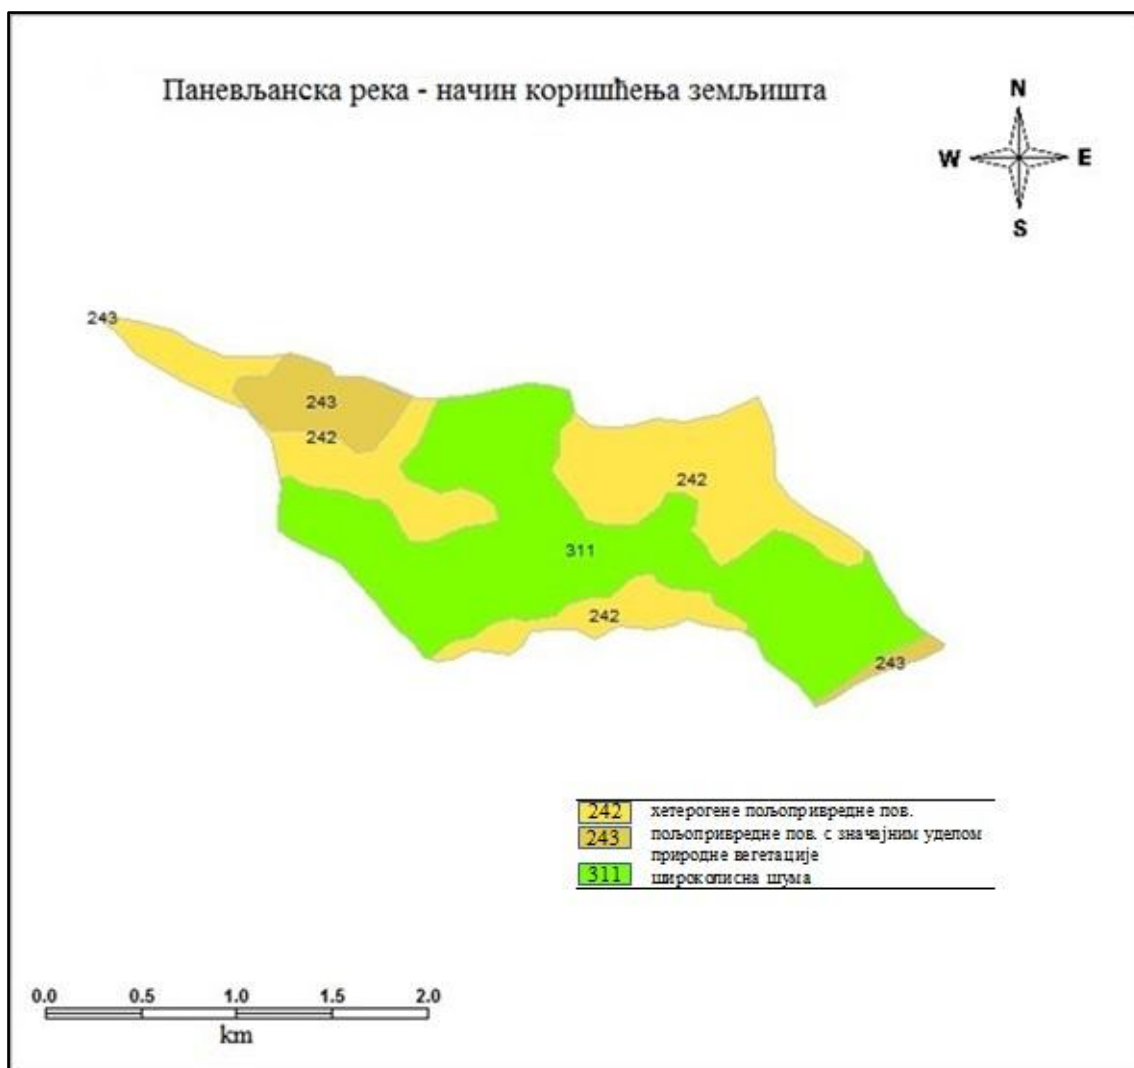 Паневљанска река - начин коришћења земљишта
N
W E
S
243
243
242
242
311
242
243
242 хетерогене пољопривредне пов.
243 пољопривредне пов. с значајним уделом
природне вегетације
311 широколисна шума
0.0 0.5 1.0 1.5 2.0
km